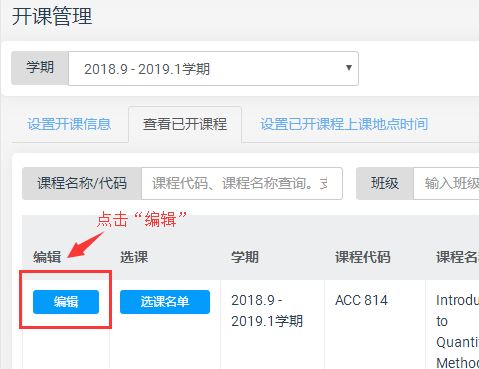 开课管理
学期 2018.9 - 2019.1学期
设置开课信息 查看已开课程 设置已开课程上课地点时间
课程名称/代码 课程代码、课程名称查询。支 班级 输入班级
点击“编辑”
编辑 选课 学期 课程代码 课程名
编辑 选课名单 2018.9 - ACC 814 Introdu
2019.1学期 to
Quantit
Method